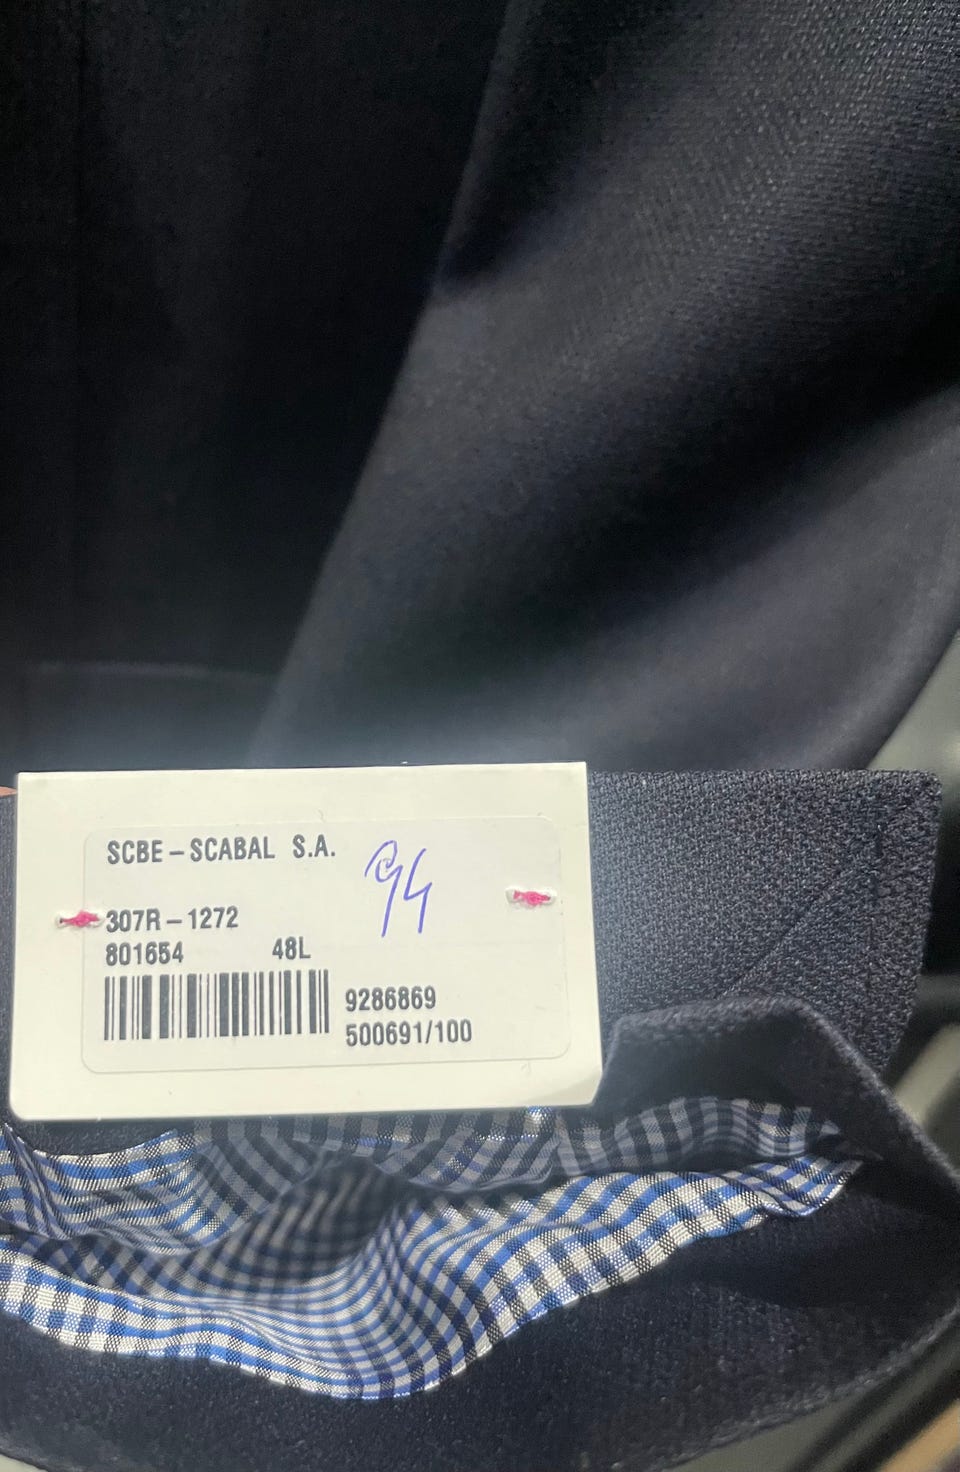 SCBE – SCABAL S.A.
94
307R – 1272
801654 48L
9286869
500691/100